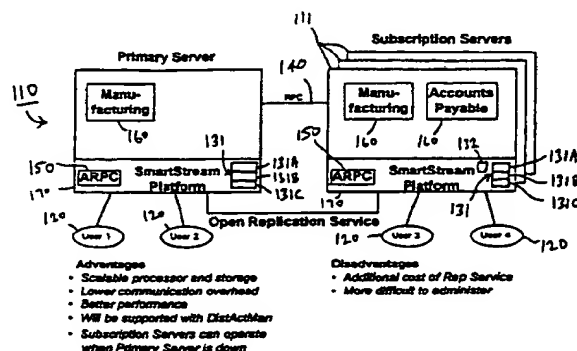 111
Subscription Servers
Primary Server
110
140
RPC
Manu-
facturing
160
Manu-
facturing
160
Accounts
Payable
160
132
131
131A
131B
131C
150
ARPC
170
SmartStream
Platform
150
ARPC
170
SmartStream
Platform
131
131A
131B
131C
Open Replication Service
120
User 1
120
User 2
120
User 3
User 4
120
Advantages
• Scalable processor and storage
• Lower communication overhead
• Better performance
• Will be supported with DistActMan
• Subscription Servers can operate
when Primary Server is down
Disadvantages
• Additional cost of Rep Service
• More difficult to administer